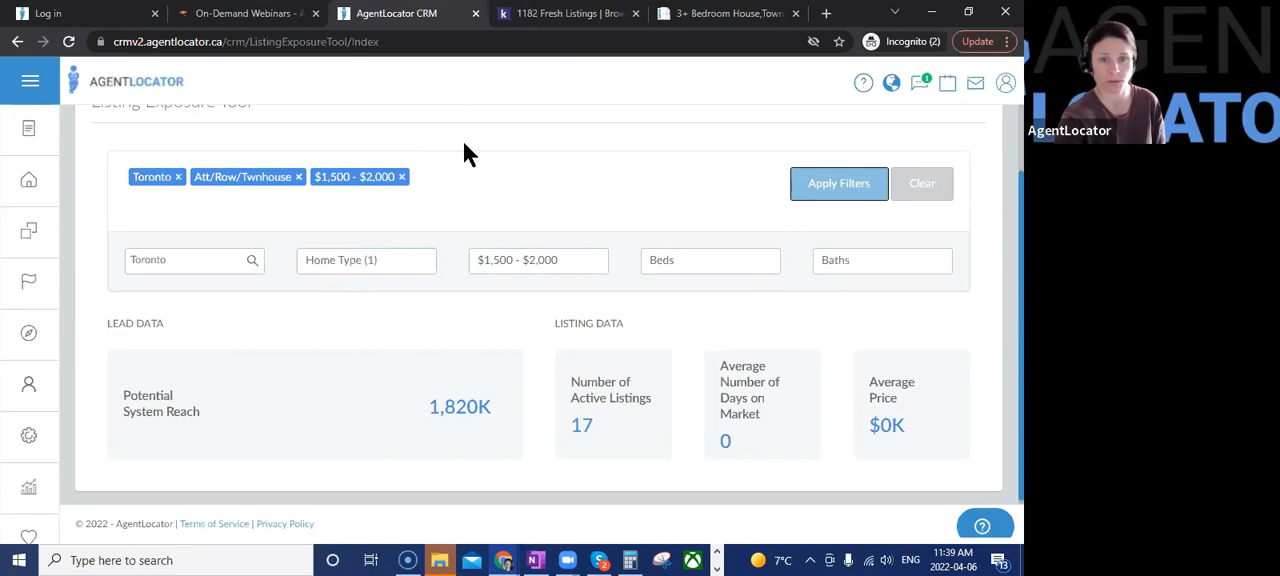 Log in
On-Demand Webinars - A
AgentLocator CRM
1182 Fresh Listings | Brow
3+ Bedroom House,Town
crmv2.agentlocator.ca/crm/ListingExposureTool/Index
Incognito (2)
Update
AGENTLOCATOR
1
Listing Exposure Tool
Toronto ×
Att/Row/Twnhouse ×
$1,500 - $2,000 ×
Apply Filters
Clear
Toronto
Home Type (1)
$1,500 - $2,000
Beds
Baths
LEAD DATA
LISTING DATA
Potential
System Reach
1,820K
Number of
Active Listings
17
Average
Number of
Days on
Market
0
Average
Price
$0K
© 2022 - AgentLocator | Terms of Service | Privacy Policy
Type here to search
2
7°C
ENG
11:39 AM
2022-04-06
13
AGEN
LOCATO
AgentLocator